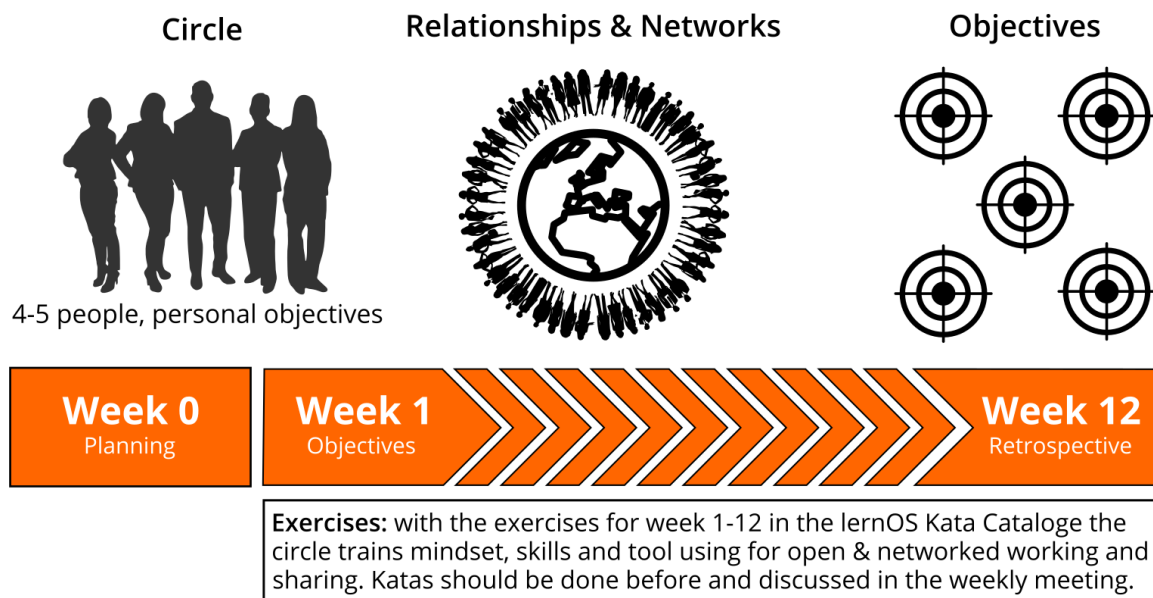 Circle
Relationships & Networks
Objectives
4-5 people, personal objectives
Week 0
Planning
Week 1
Objectives
Week 12
Retrospective
Exercises: with the exercises for week 1-12 in the lernOS Kata Cataloge the
circle trains mindset, skills and tool using for open & networked working and
sharing. Katas should be done before and discussed in the weekly meeting.